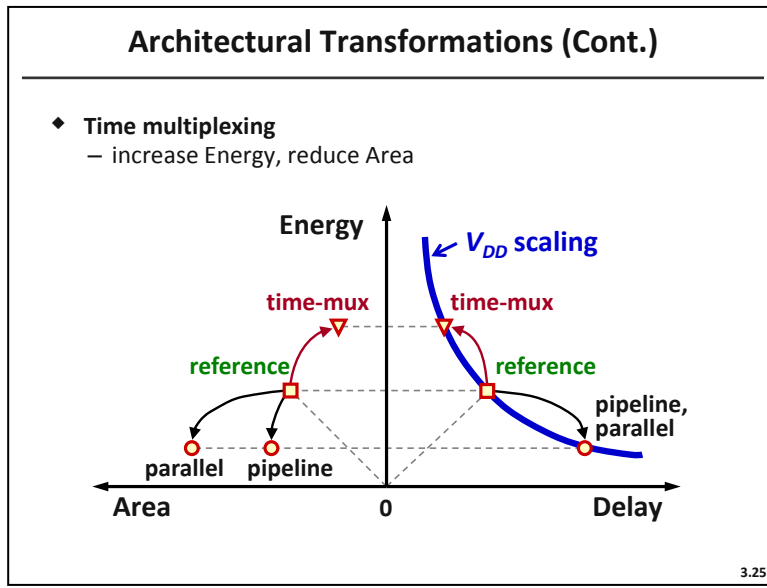 Architectural Transformations (Cont.)
◆ Time multiplexing
– increase Energy, reduce Area
Energy
VDD scaling
time-mux
time-mux
reference
reference
pipeline,
parallel
parallel
pipeline
Area
0
Delay
3.25